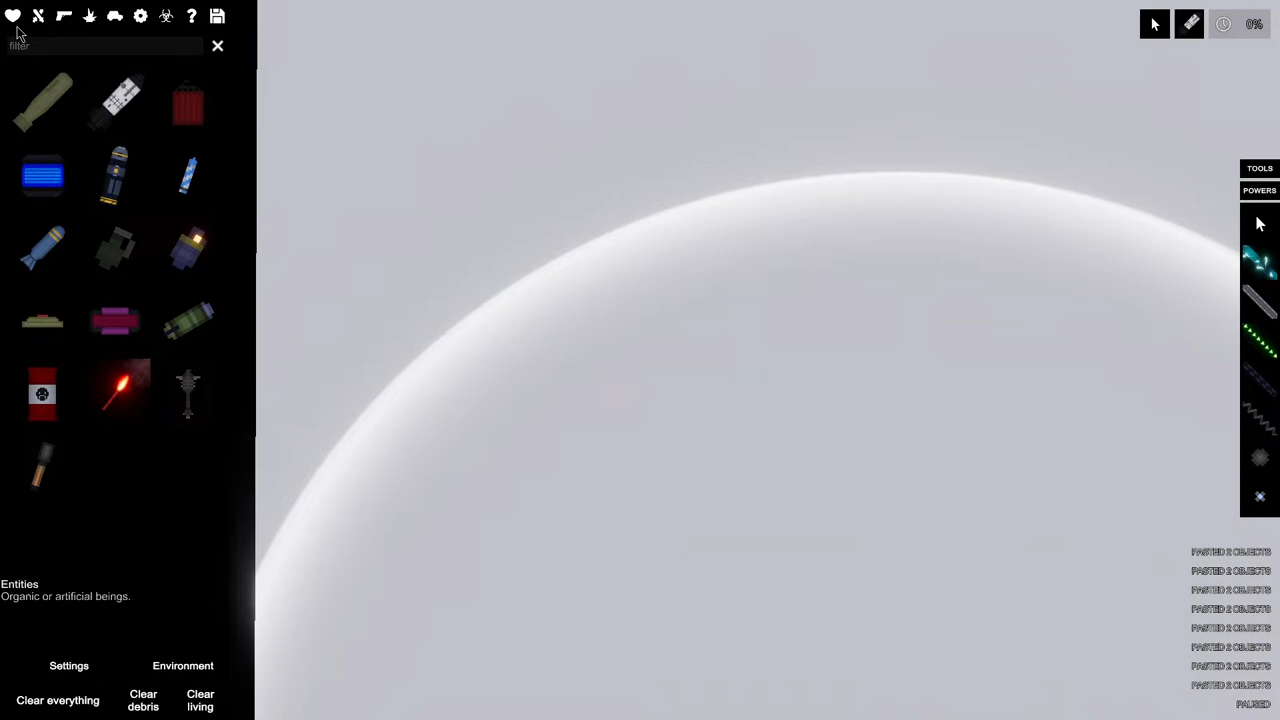 filter
0%
TOOLS
POWERS
PASTED 2 OBJECTS
PASTED 2 OBJECTS
PASTED 2 OBJECTS
PASTED 2 OBJECTS
PASTED 2 OBJECTS
PASTED 2 OBJECTS
PASTED 2 OBJECTS
PASTED 2 OBJECTS
PAUSED
Entities
Organic or artificial beings.
Settings
Environment
Clear everything
Clear
debris
Clear
living